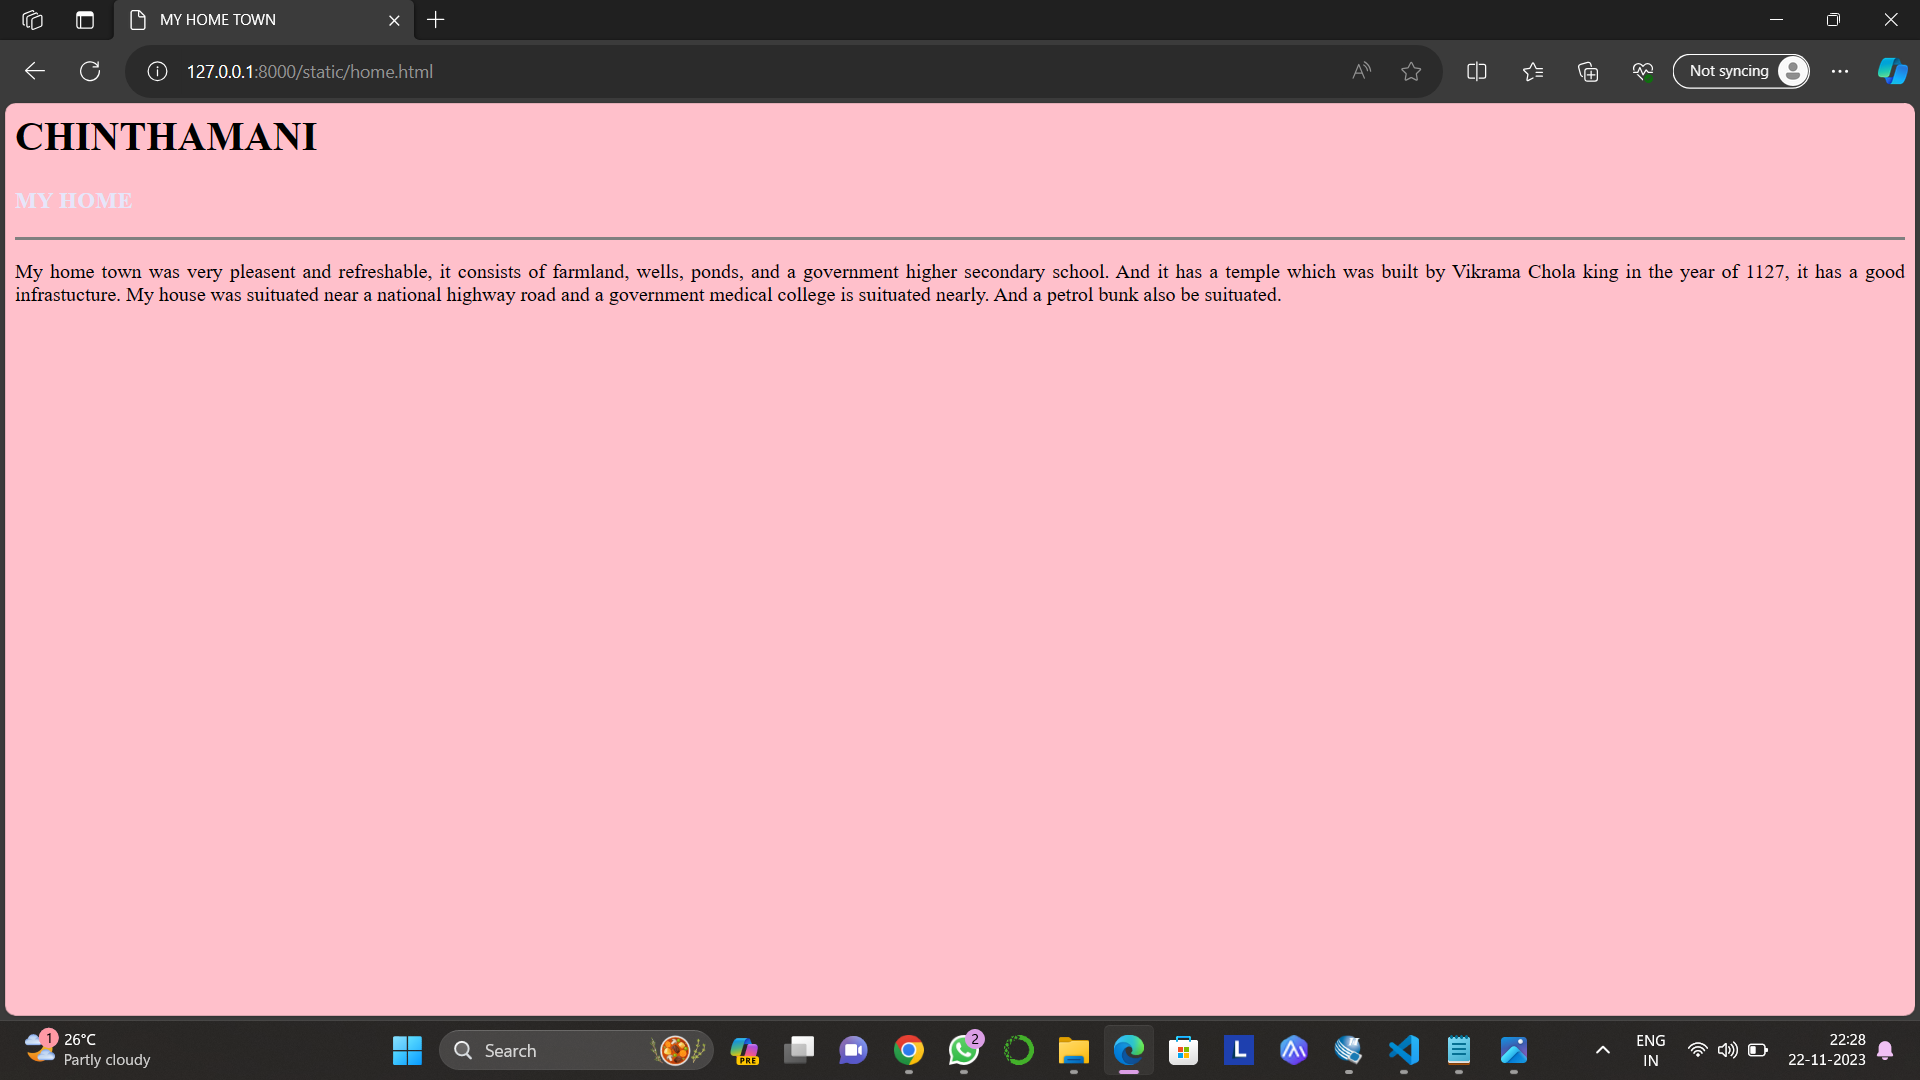 MY HOME TOWN
127.0.0.1:8000/static/home.html
Not syncing
CHINTHAMANI
MY HOME
My home town was very pleasent and refreshable, it consists of farmland, wells, ponds, and a government higher secondary school. And it has a temple which was built by Vikrama Chola king in the year of 1127, it has a good
infrastucture. My house was suituated near a national highway road and a government medical college is suituated nearly. And a petrol bunk also be suituated.
1
26°C
Partly cloudy
Search
PRE
2
L
ENG
IN
22:28
22-11-2023